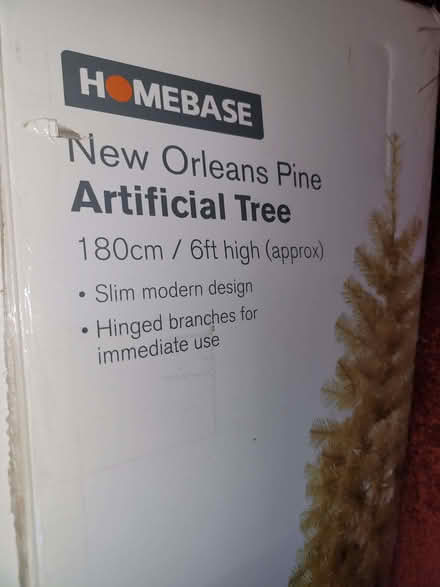 HOMEBASE
New Orleans Pine
Artificial Tree
180cm / 6ft high (approx)
• Slim modern design
• Hinged branches for
immediate use